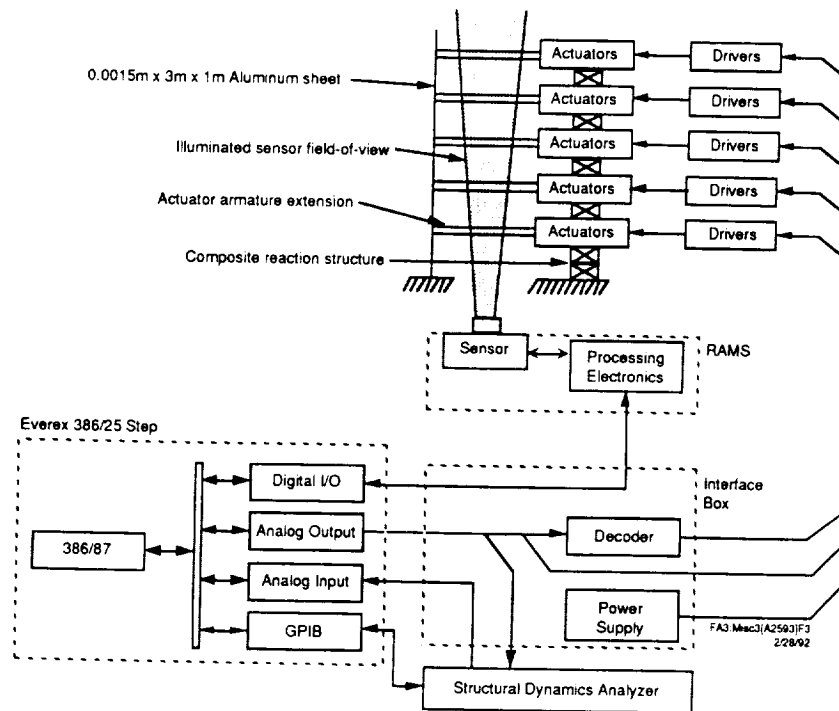 Actuators
Drivers
0.0015m x 3m x 1m Aluminum sheet
Actuators
Drivers
Illuminated sensor field-of-view
Actuators
Drivers
Actuator armature extension
Actuators
Drivers
Actuators
Drivers
Composite reaction structure
Sensor
Processing
Electronics
RAMS
Everex 386/25 Step
Digital I/O
Interface
Box
386/87
Analog Output
Decoder
Analog Input
GPIB
Power
Supply
FA3:Misc3(A2593)F3
2/28/92
Structural Dynamics Analyzer